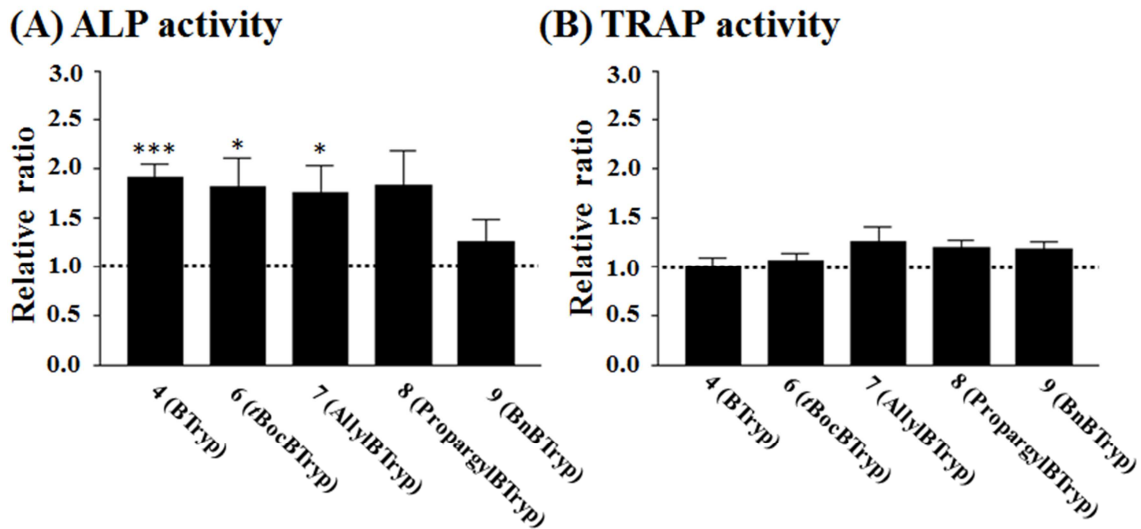 (A) ALP activity
Relative ratio
3.0
2.5
2.0
1.5
1.0
0.5
0.0
***
*
*
4 (BTryp)
6 (tBocBTryp)
7 (AllylBTryp)
8 (PropargylBTryp)
9 (BnBTryp)
(B) TRAP activity
Relative ratio
3.0
2.5
2.0
1.5
1.0
0.5
0.0
4 (BTryp)
6 (tBocBTryp)
7 (AllylBTryp)
8 (PropargylBTryp)
9 (BnBTryp)